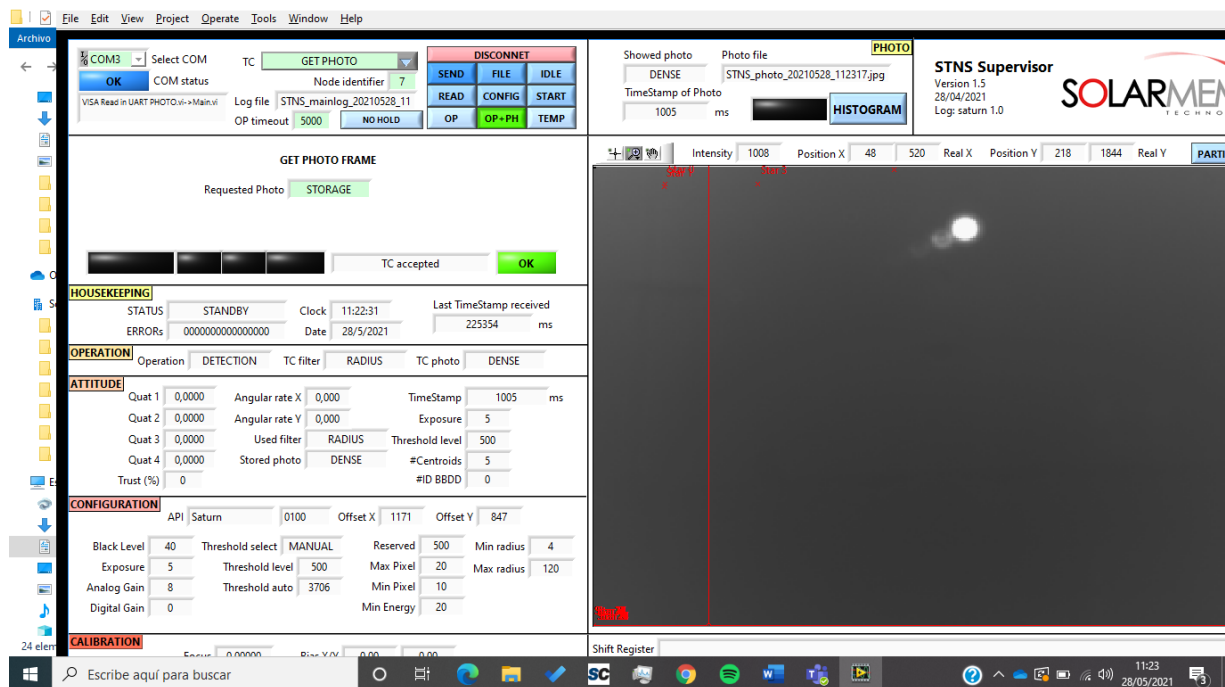 File Edit View Project Operate Tools Window Help
Archivo
COM3 Select COM
OK COM status
VISA Read in UART PHOTO.vi->Main.vi
TC GET PHOTO
Node identifier 7
Log file STNS_mainlog_20210528_11
OP timeout 5000 NO HOLD
DISCONNET
SEND FILE IDLE
READ CONFIG START
OP OP+PH TEMP
PHOTO
Showed photo Photo file
DENSE STNS_photo_20210528_112317.jpg
TimeStamp of Photo
1005 ms HISTOGRAM
STNS Supervisor
Version 1.5
28/04/2021
Log: saturn 1.0
SOLARMEN
TECHNO
GET PHOTO FRAME
Requested Photo STORAGE
TC accepted OK
Intensity 1008 Position X 48 520 Real X Position Y 218 1844 Real Y PARTI
HOUSEKEEPING
STATUS STANDBY Clock 11:22:31 Last TimeStamp received
ERRORs 0000000000000000 Date 28/5/2021 225354 ms
OPERATION
Operation DETECTION TC filter RADIUS TC photo DENSE
ATTITUDE
Quat 1 0,0000 Angular rate X 0,000 TimeStamp 1005 ms
Quat 2 0,0000 Angular rate Y 0,000 Exposure 5
Quat 3 0,0000 Used filter RADIUS Threshold level 500
Quat 4 0,0000 Stored photo DENSE #Centroids 5
Trust (%) 0 #ID BBDD 0
CONFIGURATION
API Saturn 0100 Offset X 1171 Offset Y 847
Black Level 40 Threshold select MANUAL Reserved 500 Min radius 4
Exposure 5 Threshold level 500 Max Pixel 20 Max radius 120
Analog Gain 8 Threshold auto 3706 Min Pixel 10
Digital Gain 0 Min Energy 20
CALIBRATION
Focus 0,00000 Bias X/Y 0,00 0,00
Shift Register
24 elem
Escribe aquí para buscar
11:23
28/05/2021